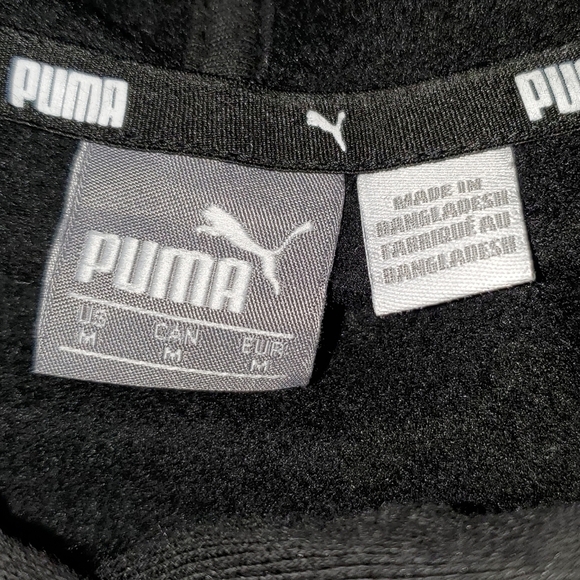 PUMA PU
PUMA
US CAN EUR
M M M
MADE IN
BANGLADESH
FABRIQUÉ AU
BANGLADESH